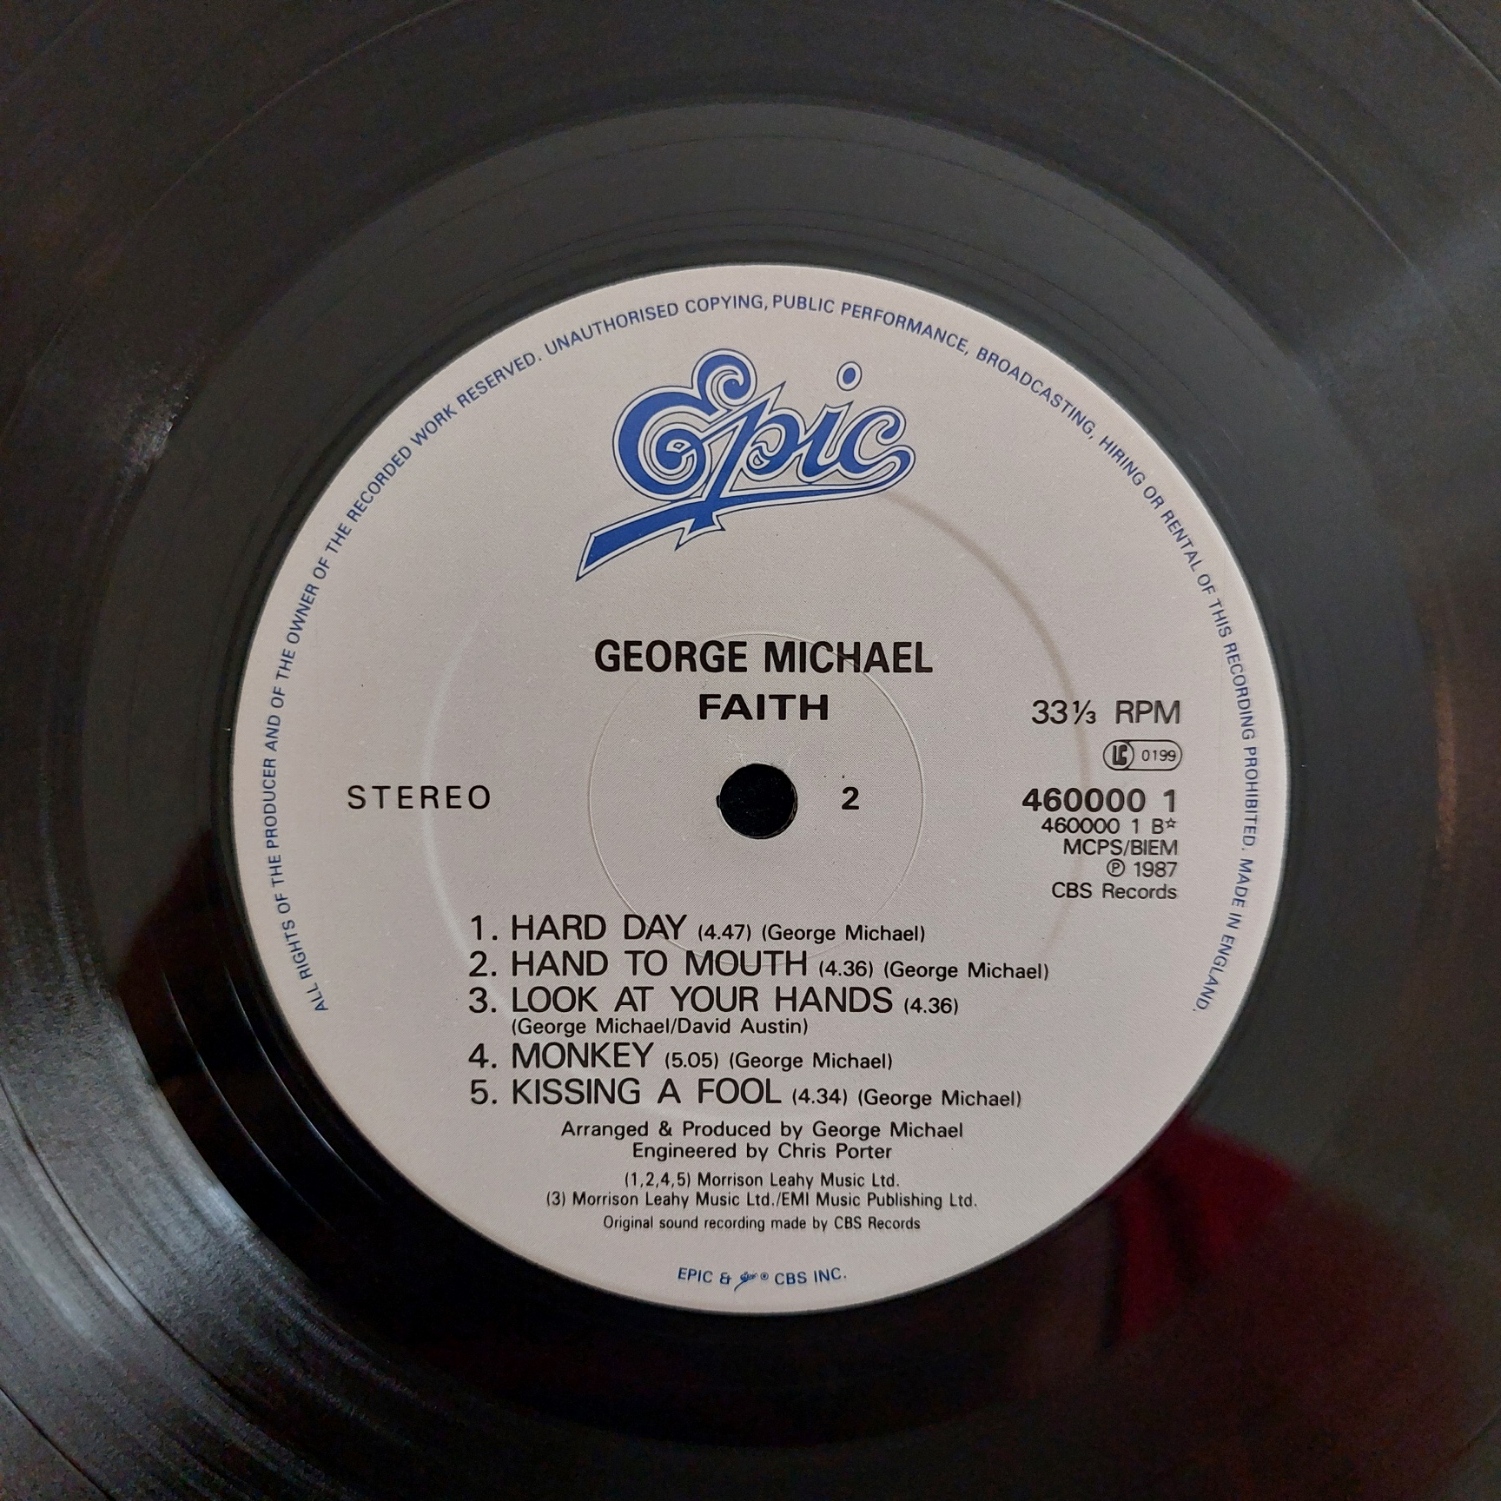 ALL RIGHTS OF THE PRODUCER AND OF THE OWNER OF THE RECORDED WORK RESERVED. UNAUTHORISED COPYING, PUBLIC PERFORMANCE, BROADCASTING, HIRING OR RENTAL OF THIS RECORDING PROHIBITED. MADE IN ENGLAND.
Epic
GEORGE MICHAEL
FAITH
33⅓ RPM
LC 0199
STEREO
2
460000 1
460000 1 B☆
MCPS/BIEM
℗ 1987
CBS Records
1. HARD DAY (4.47) (George Michael)
2. HAND TO MOUTH (4.36) (George Michael)
3. LOOK AT YOUR HANDS (4.36)
(George Michael/David Austin)
4. MONKEY (5.05) (George Michael)
5. KISSING A FOOL (4.34) (George Michael)
Arranged & Produced by George Michael
Engineered by Chris Porter
(1,2,4,5) Morrison Leahy Music Ltd.
(3) Morrison Leahy Music Ltd./EMI Music Publishing Ltd.
Original sound recording made by CBS Records
EPIC & Epic ® CBS INC.